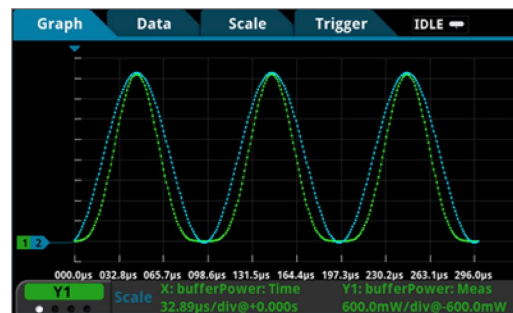 Graph Data Scale Trigger IDLE
1 2
000.0µs 032.8µs 065.7µs 098.6µs 131.5µs 164.4µs 197.3µs 230.2µs 263.1µs 296.0µs
Y1 Scale X: bufferPower: Time Y1: bufferPower: Meas
32.89µs/div@+0.000s 600.0mW/div@-600.0mW